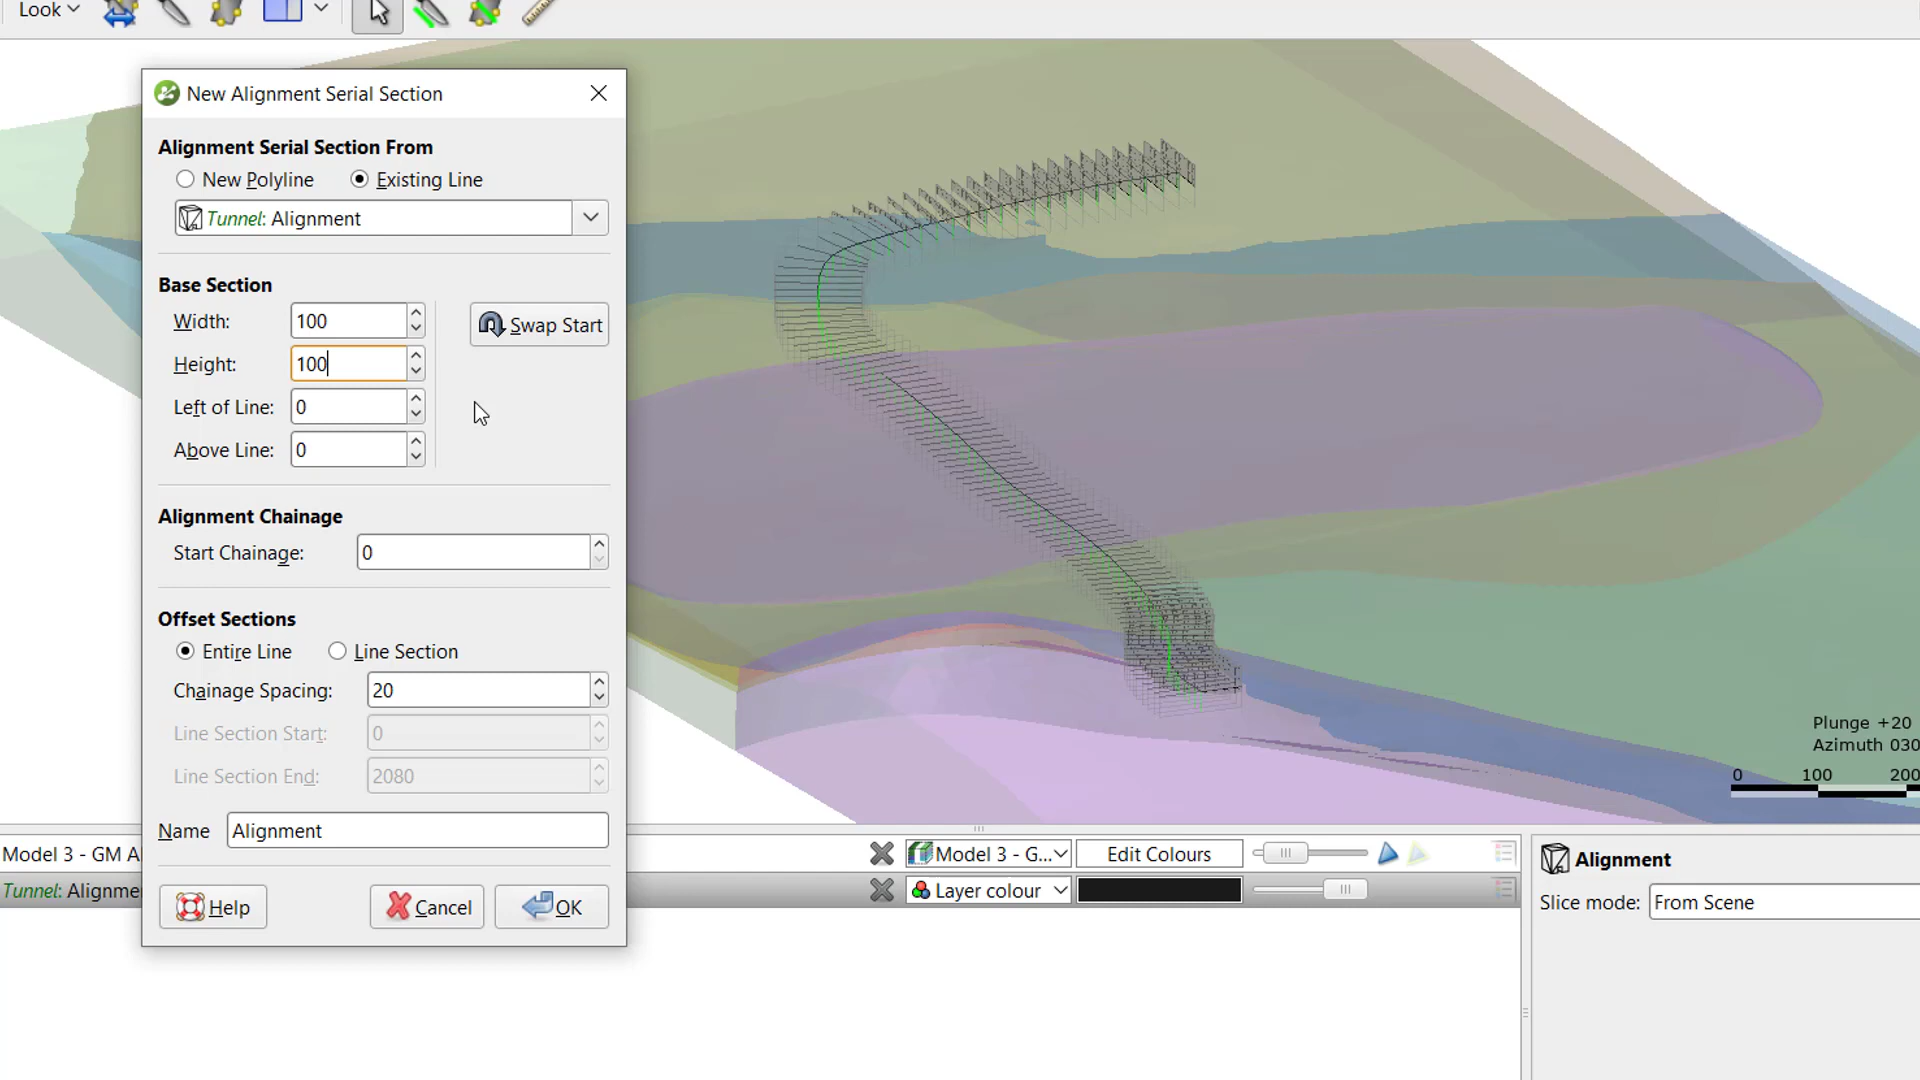 Look
New Alignment Serial Section
Alignment Serial Section From
New Polyline Existing Line
Tunnel: Alignment
Base Section
Width: 100
Swap Start
Height: 100
Left of Line: 0
Above Line: 0
Alignment Chainage
Start Chainage: 0
Offset Sections
Entire Line Line Section
Chainage Spacing: 20
Line Section Start: 0
Line Section End: 2080
Name Alignment
Help Cancel OK
Plunge +20
Azimuth 030
0 100 200
Model 3 - GM A
Model 3 - G... Edit Colours
Tunnel: Alignme
Layer colour
Alignment
Slice mode: From Scene